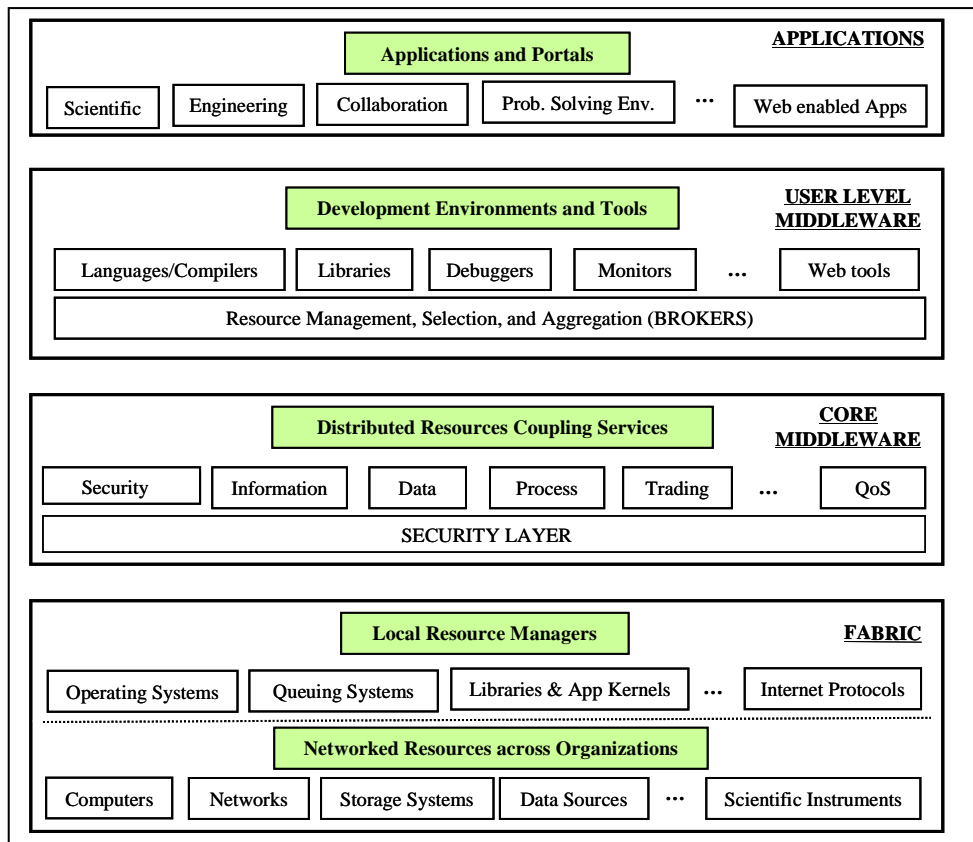 APPLICATIONS
Applications and Portals
Scientific
Engineering
Collaboration
Prob. Solving Env.
...
Web enabled Apps
USER LEVEL
MIDDLEWARE
Development Environments and Tools
Languages/Compilers
Libraries
Debuggers
Monitors
...
Web tools
Resource Management, Selection, and Aggregation (BROKERS)
CORE
MIDDLEWARE
Distributed Resources Coupling Services
Security
Information
Data
Process
Trading
...
QoS
SECURITY LAYER
FABRIC
Local Resource Managers
Operating Systems
Queuing Systems
Libraries & App Kernels
...
Internet Protocols
Networked Resources across Organizations
Computers
Networks
Storage Systems
Data Sources
...
Scientific Instruments